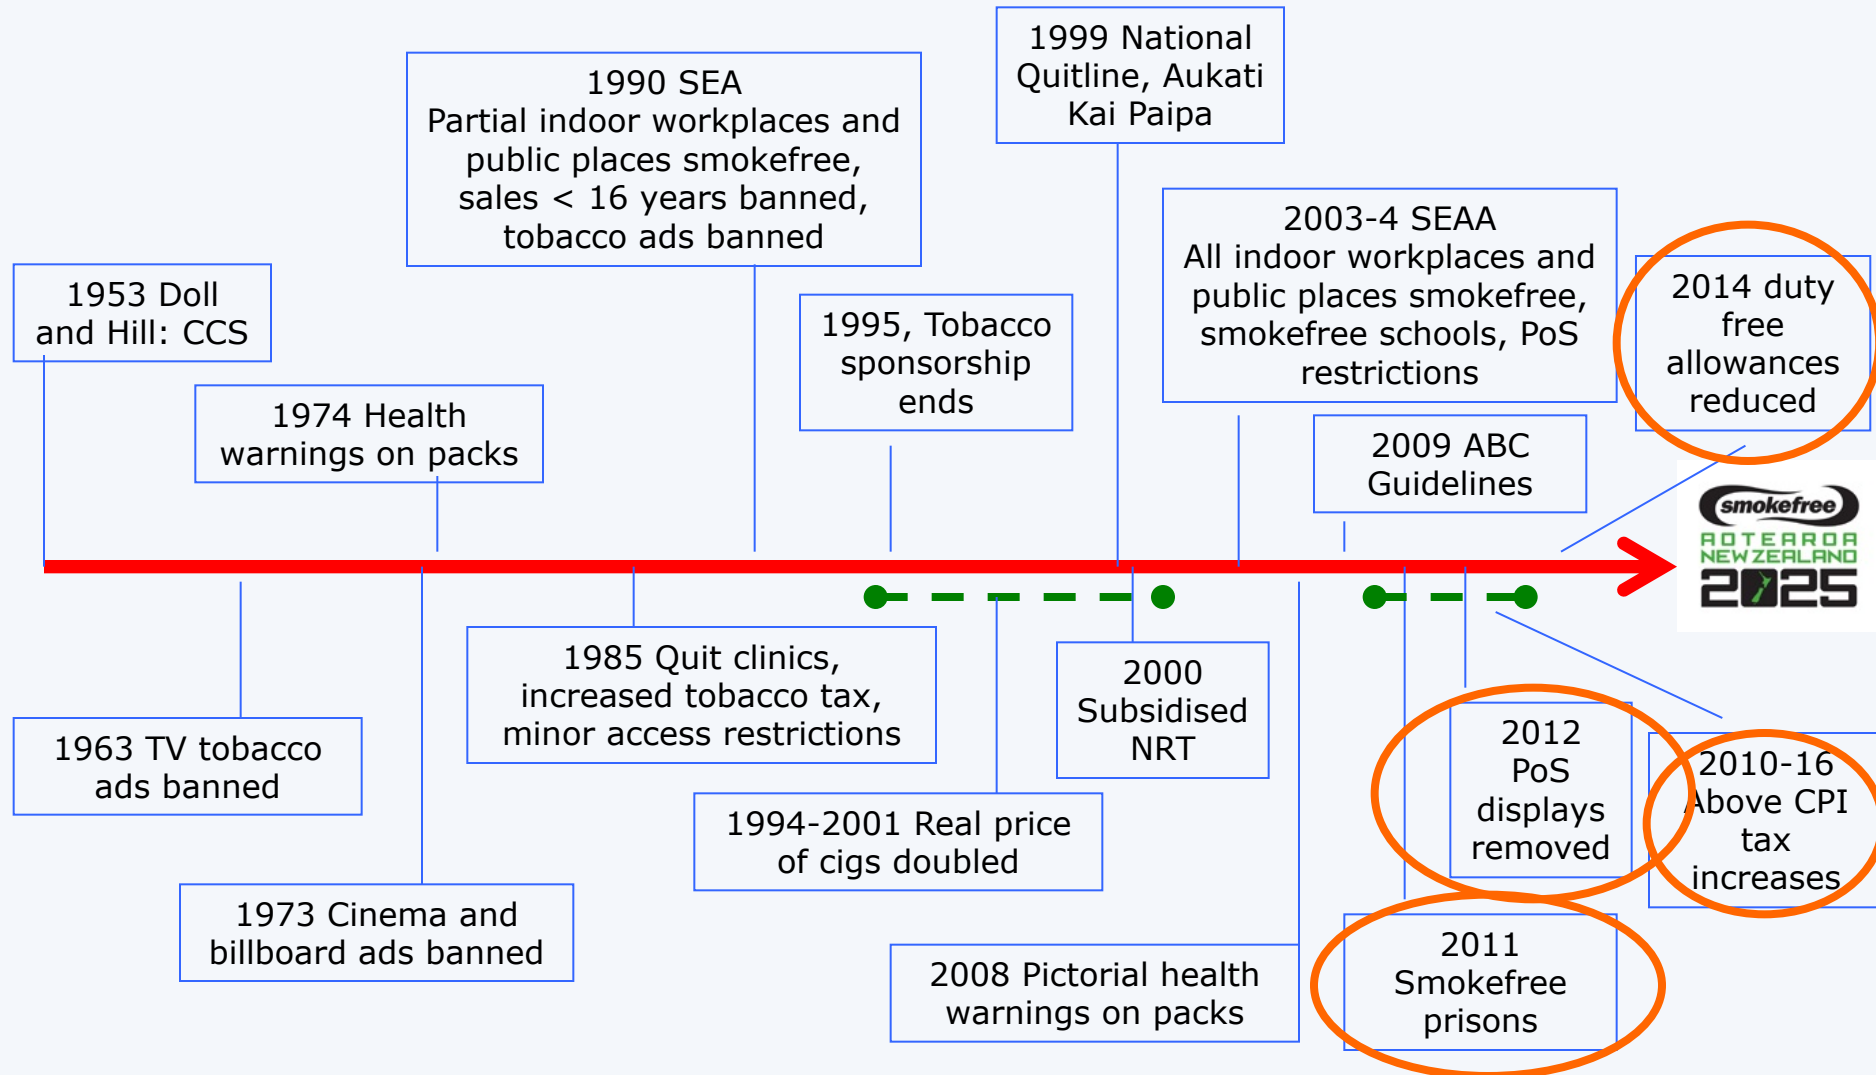 1999 National
Quitline, Aukati
Kai Paipa
1990 SEA
Partial indoor workplaces and
public places smokefree,
sales < 16 years banned,
tobacco ads banned
2003-4 SEAA
All indoor workplaces and
public places smokefree,
smokefree schools, PoS
restrictions
2014 duty
free
allowances
reduced
1953 Doll
and Hill: CCS
1995, Tobacco
sponsorship
ends
1974 Health
warnings on packs
2009 ABC
Guidelines
smokefree
AOTEAROA
NEW ZEALAND
2025
1985 Quit clinics,
increased tobacco tax,
minor access restrictions
2000
Subsidised
NRT
1963 TV tobacco
ads banned
2012
PoS
displays
removed
2010-16
Above CPI
tax
increases
1994-2001 Real price
of cigs doubled
1973 Cinema and
billboard ads banned
2008 Pictorial health
warnings on packs
2011
Smokefree
prisons